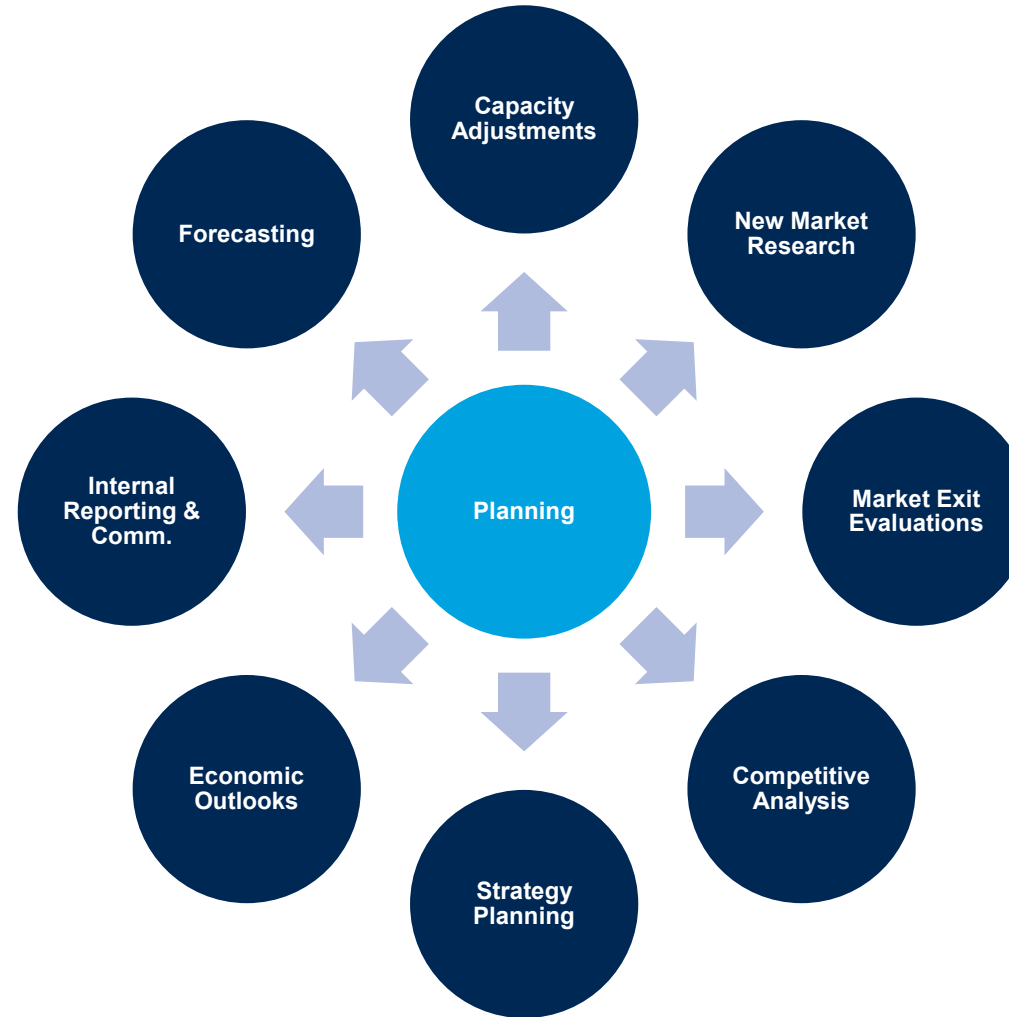 Capacity
Adjustments
New Market
Research
Market Exit
Evaluations
Competitive
Analysis
Strategy
Planning
Economic
Outlooks
Internal
Reporting &
Comm.
Forecasting
Planning